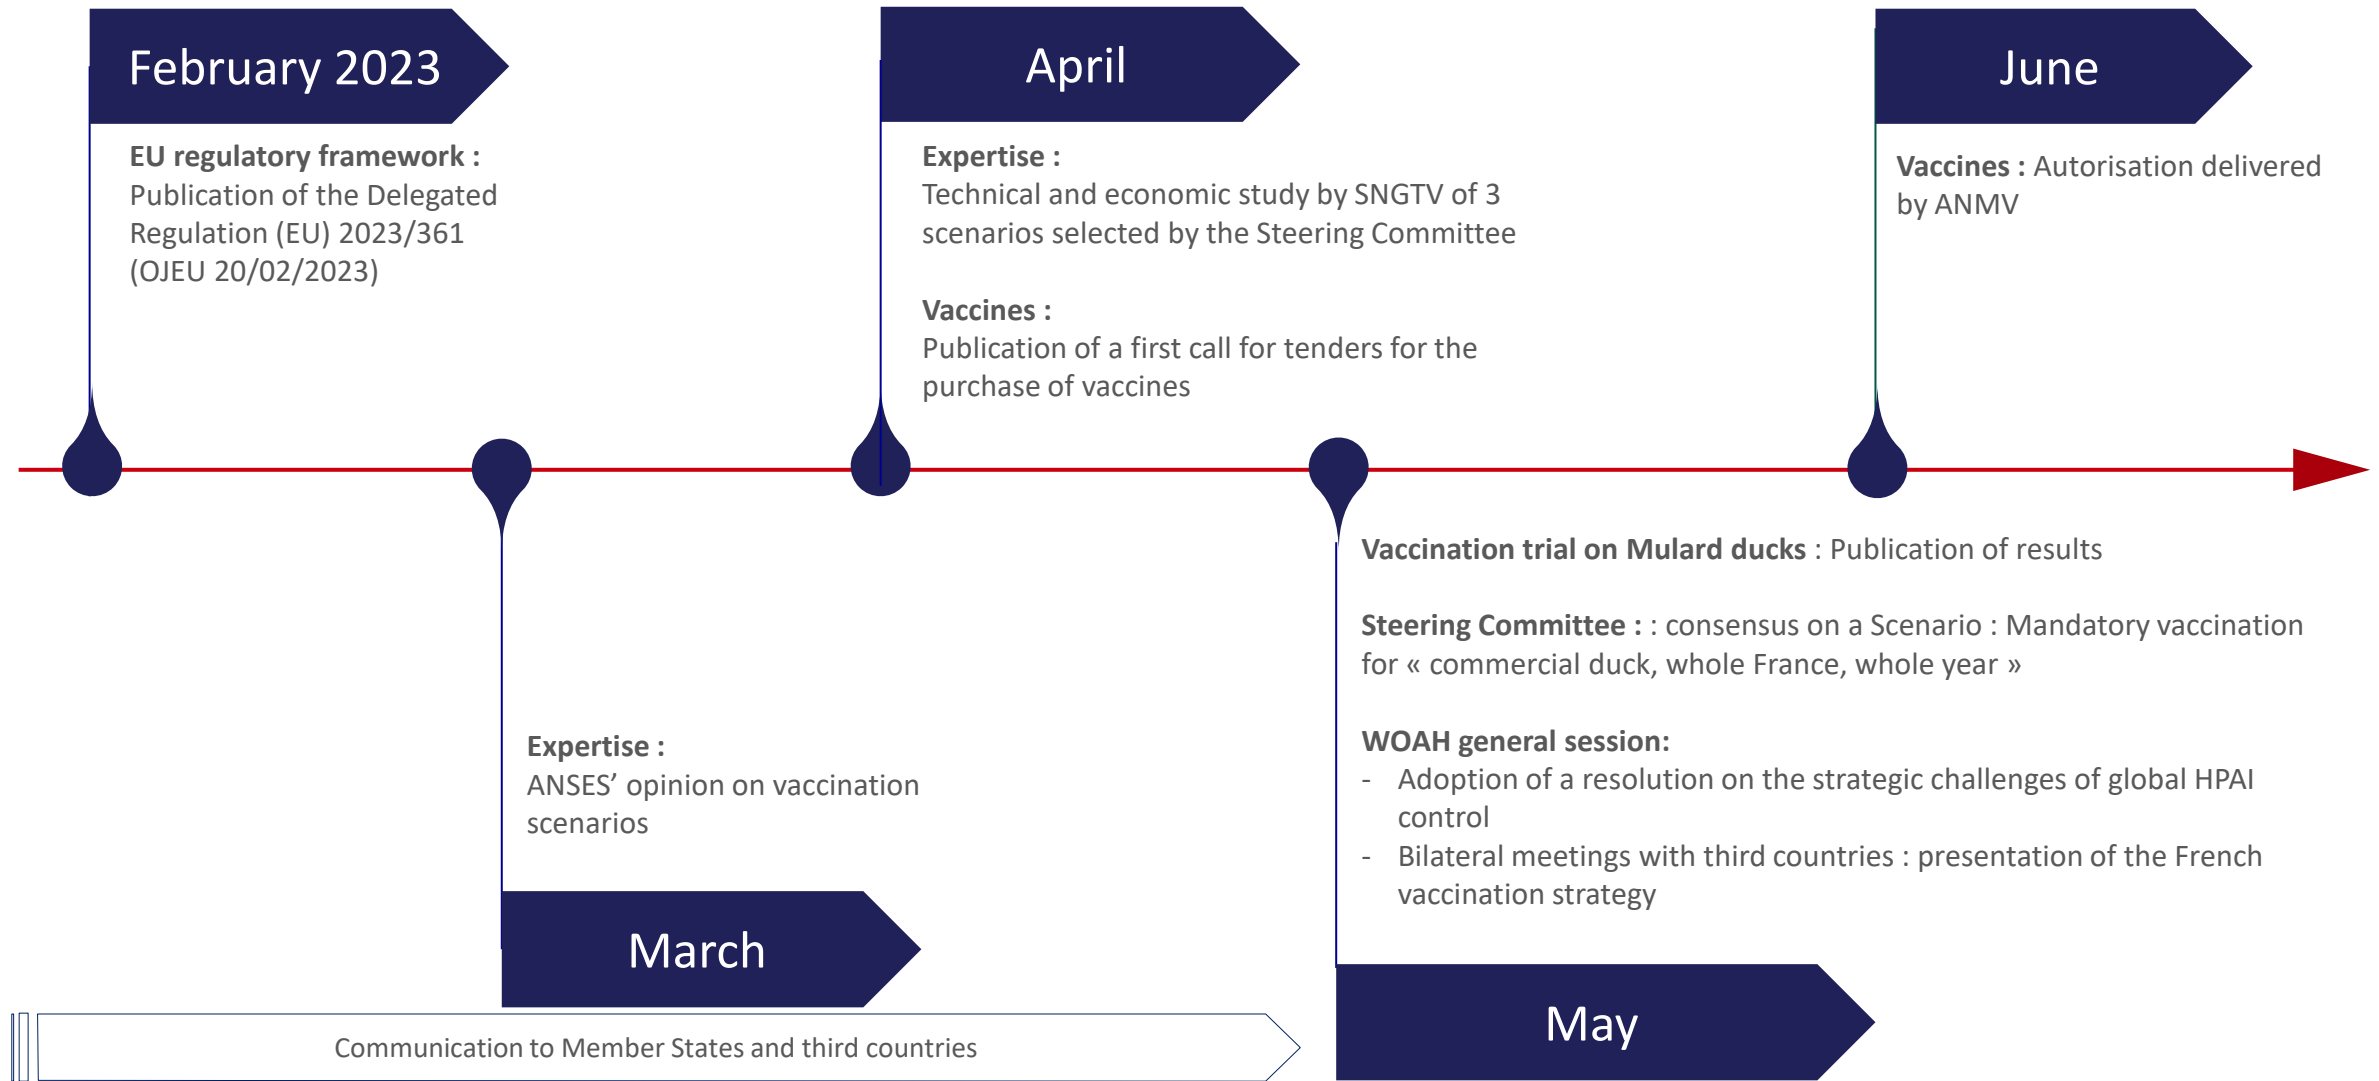 February 2023
EU regulatory framework :
Publication of the Delegated
Regulation (EU) 2023/361
(OJEU 20/02/2023)
Expertise :
ANSES’ opinion on vaccination
scenarios
March
April
Expertise :
Technical and economic study by SNGTV of 3
scenarios selected by the Steering Committee
Vaccines :
Publication of a first call for tenders for the
purchase of vaccines
Vaccination trial on Mulard ducks : Publication of results
Steering Committee : : consensus on a Scenario : Mandatory vaccination
for « commercial duck, whole France, whole year »
WOAH general session:
- Adoption of a resolution on the strategic challenges of global HPAI
control
- Bilateral meetings with third countries : presentation of the French
vaccination strategy
May
June
Vaccines : Autorisation delivered
by ANMV
Communication to Member States and third countries